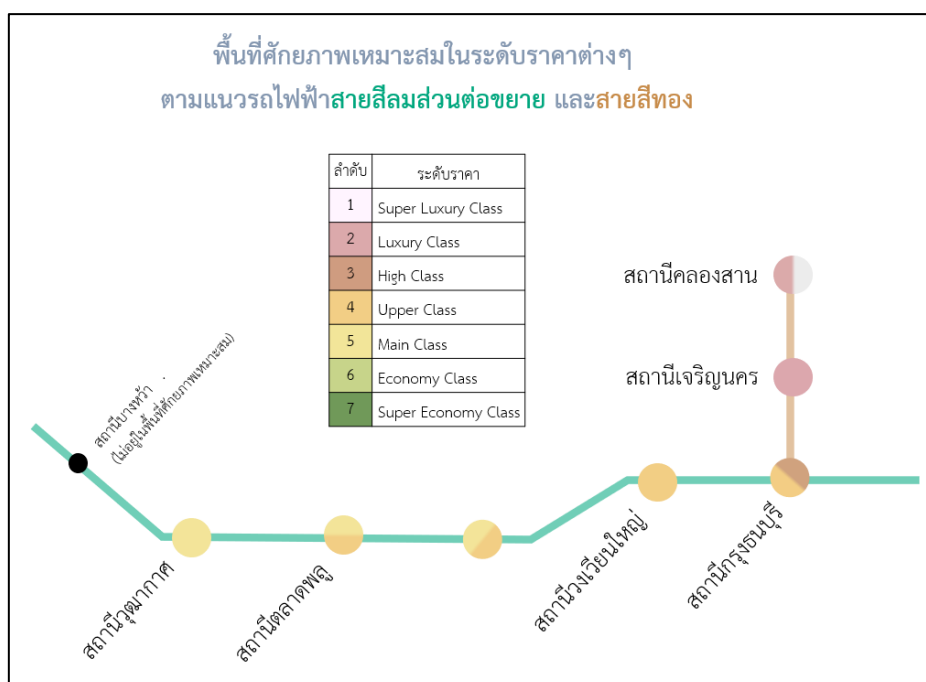 พื้นที่ศักยภาพเหมาะสมในระดับราคาต่างๆ
ตามแนวรถไฟฟ้าสายสีลมส่วนต่อขยาย และสายสีทอง
ลำดับ ระดับราคา
1 Super Luxury Class
2 Luxury Class
3 High Class
4 Upper Class
5 Main Class
6 Economy Class
7 Super Economy Class
สถานีคลองสาน
สถานีเจริญนคร
สถานีบางหว้า
(ไม่อยู่ในพื้นที่ศักยภาพเหมาะสม)
สถานีวุฒากาศ
สถานีตลาดพลู
สถานีวงเวียนใหญ่
สถานีกรุงธนบุรี